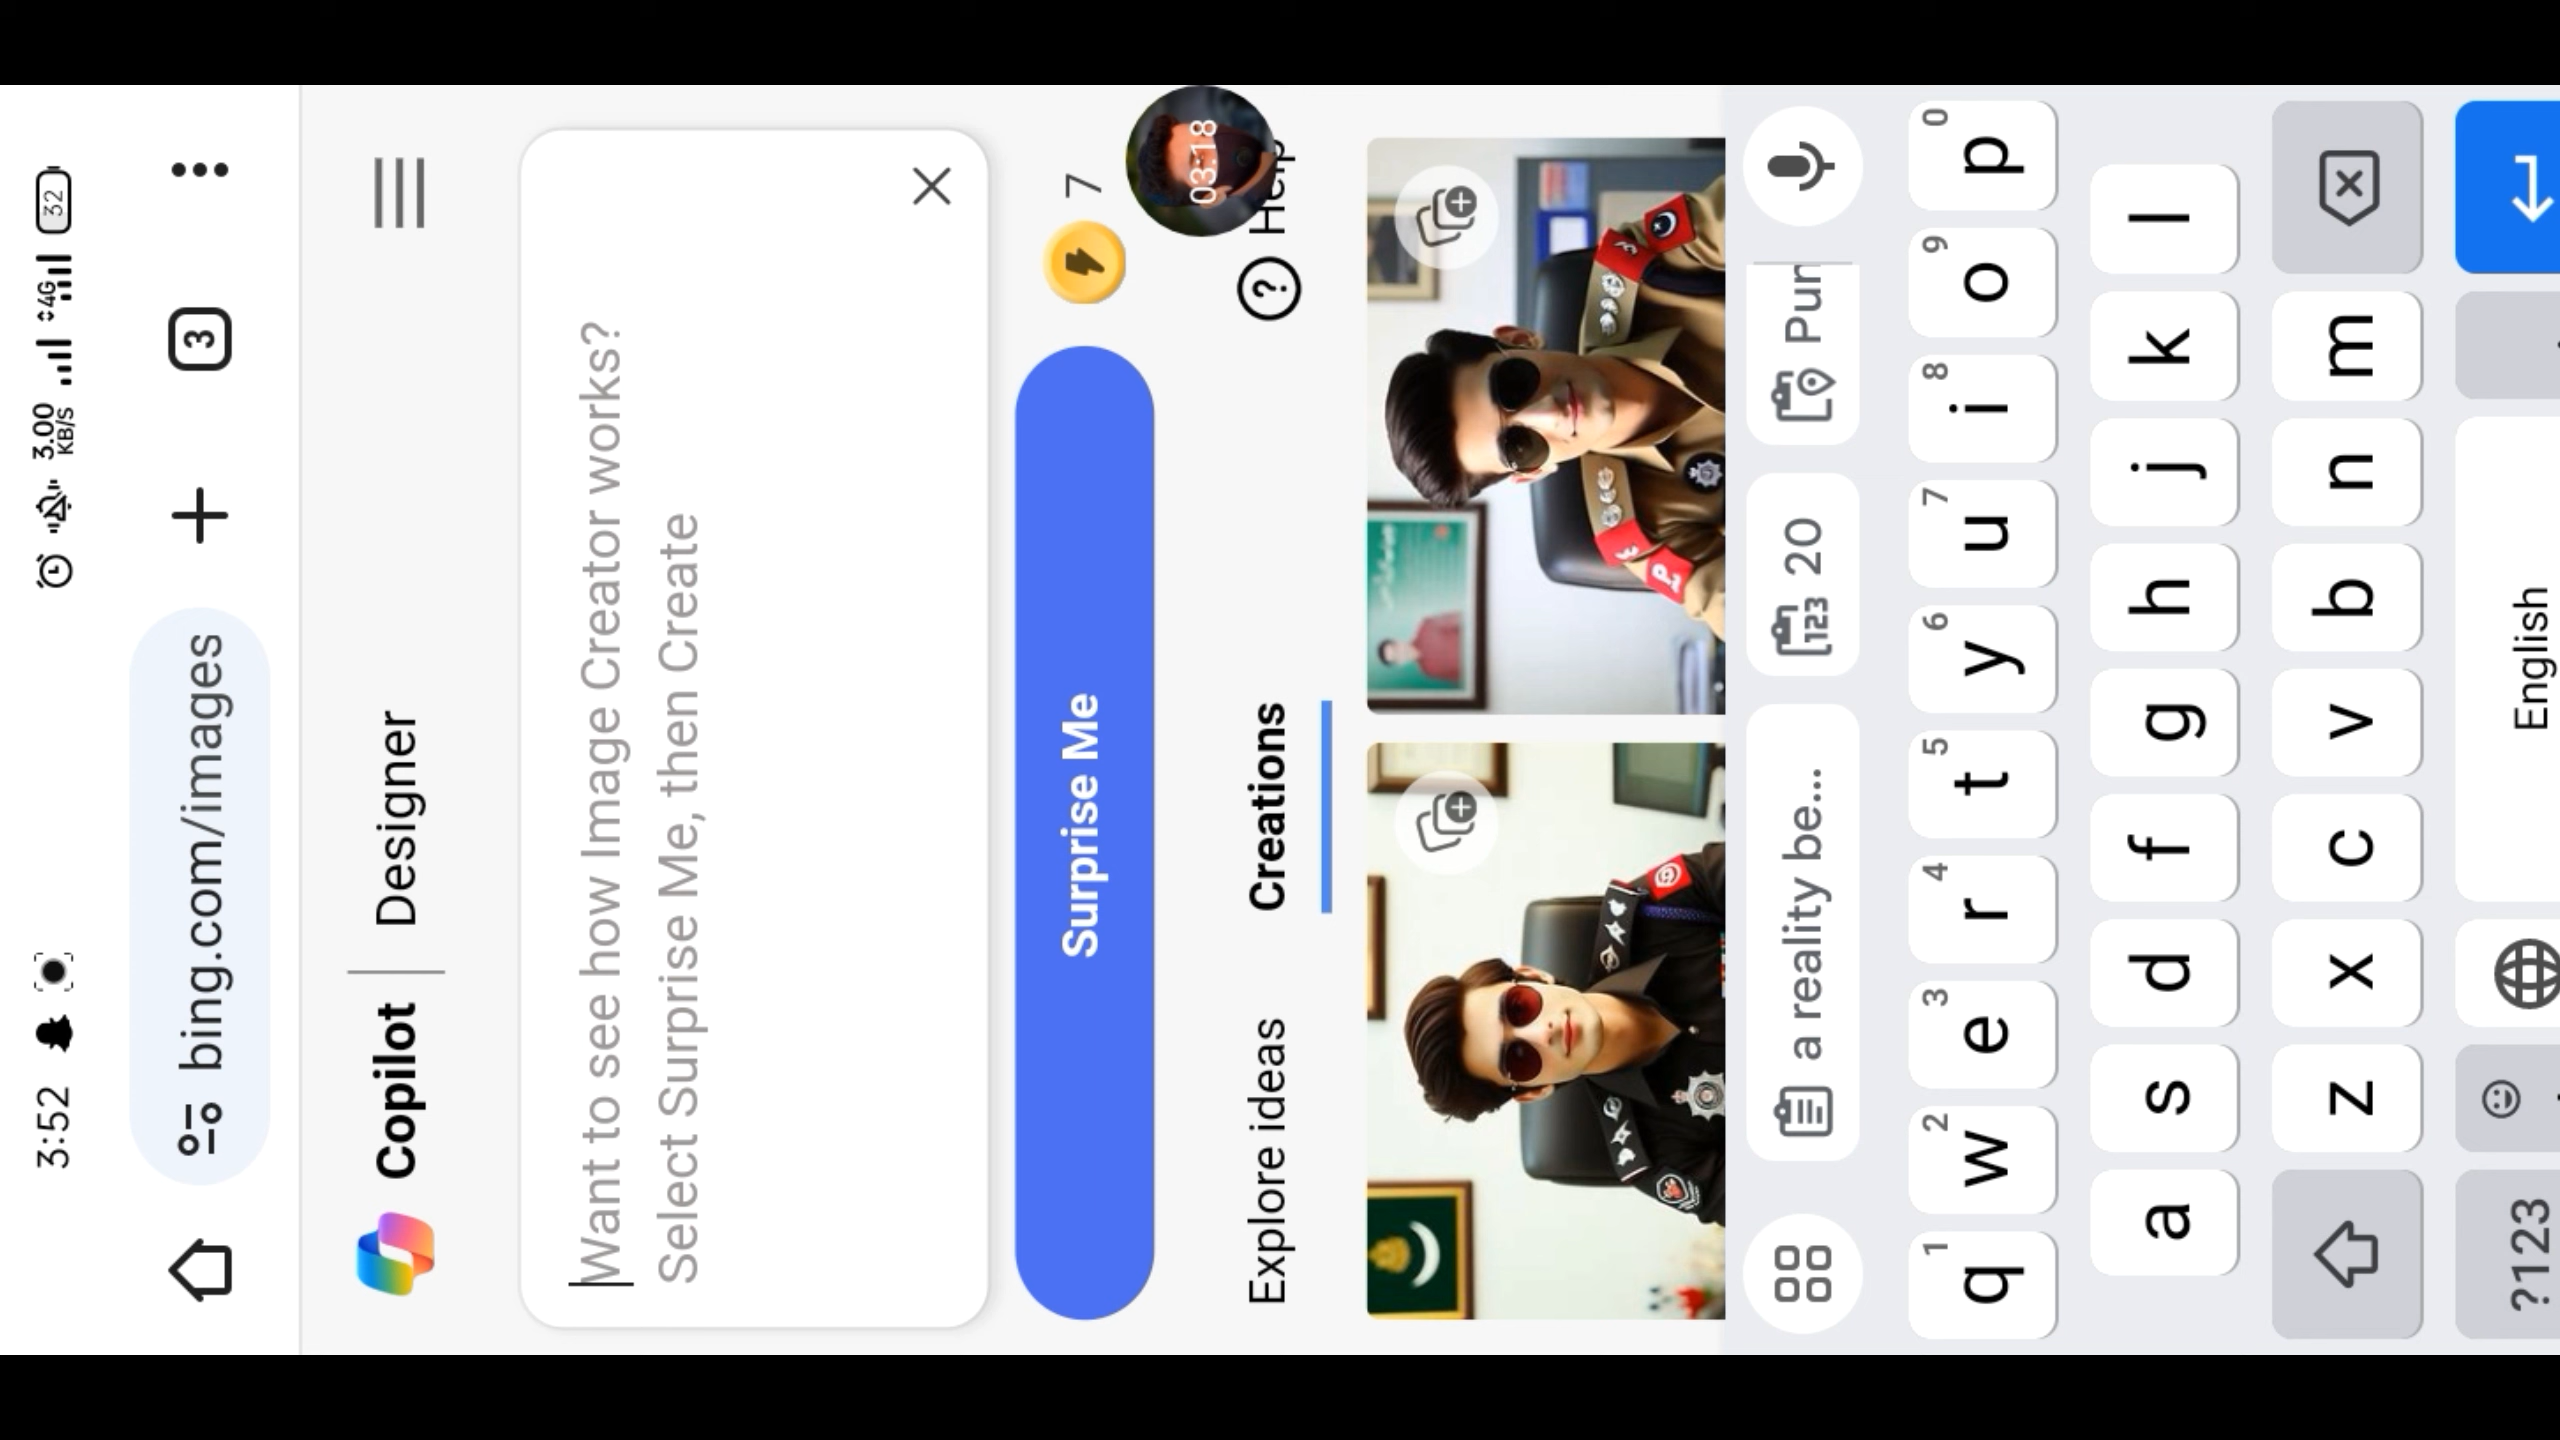 3:52
3.00
KB/s
4G
32
bing.com/images
3
Copilot | Designer
Want to see how Image Creator works?
Select Surprise Me, then Create
Surprise Me
7
03:18
Explore ideas
Creations
Help
a reality be...
123 20
Pun
q 1 w 2 e 3 r 4 t 5 y 6 u 7 i 8 o 9 p 0
a s d f g h j k l
z x c v b n m
?123
English